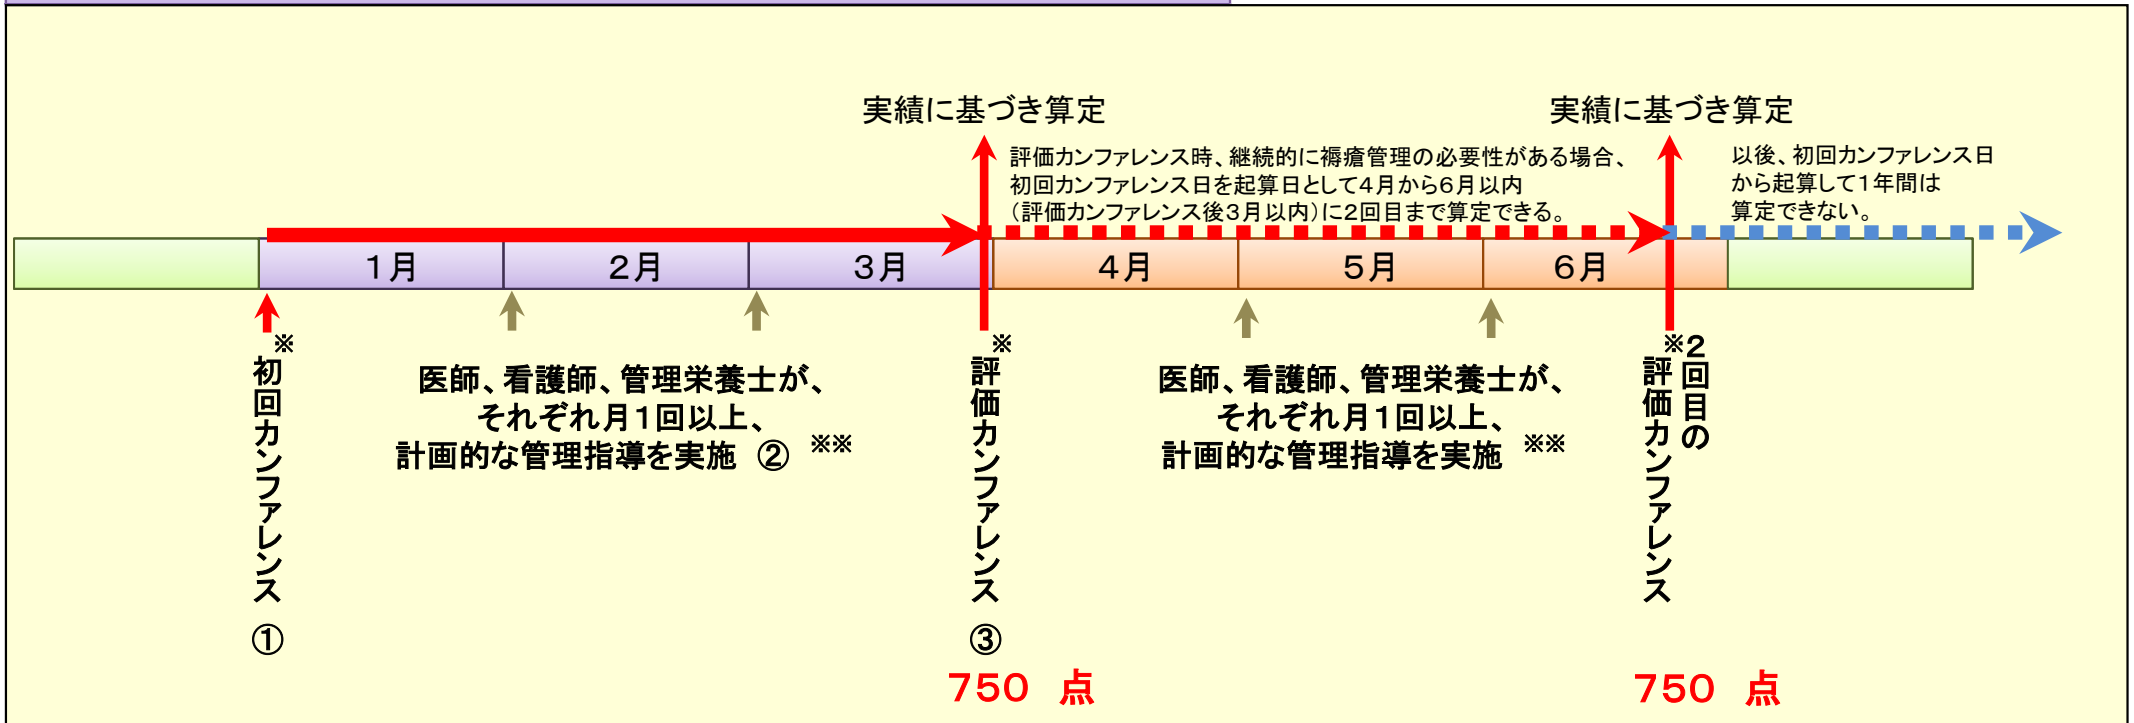 実績に基づき算定
実績に基づき算定
評価カンファレンス時、継続的に褥瘡管理の必要性がある場合、
初回カンファレンス日を起算日として４月から６月以内
（評価カンファレンス後３月以内）に２回目まで算定できる。
以後、初回カンファレンス日
から起算して１年間は
算定できない。
１月
２月
３月
４月
５月
６月
※
初回カンファレンス ①
医師、看護師、管理栄養士が、
それぞれ月１回以上、
計画的な管理指導を実施 ② ※※
※
評価カンファレンス ③
750 点
医師、看護師、管理栄養士が、
それぞれ月１回以上、
計画的な管理指導を実施 ※※
※
２回目の
評価カンファレンス
750 点